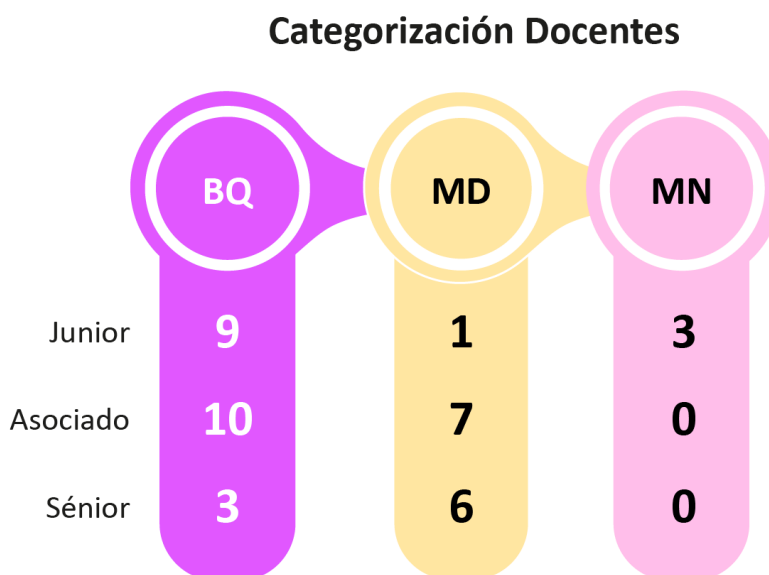 Categorización Docentes
BQ MD MN
Junior 9 1 3
Asociado 10 7 0
Sénior 3 6 0